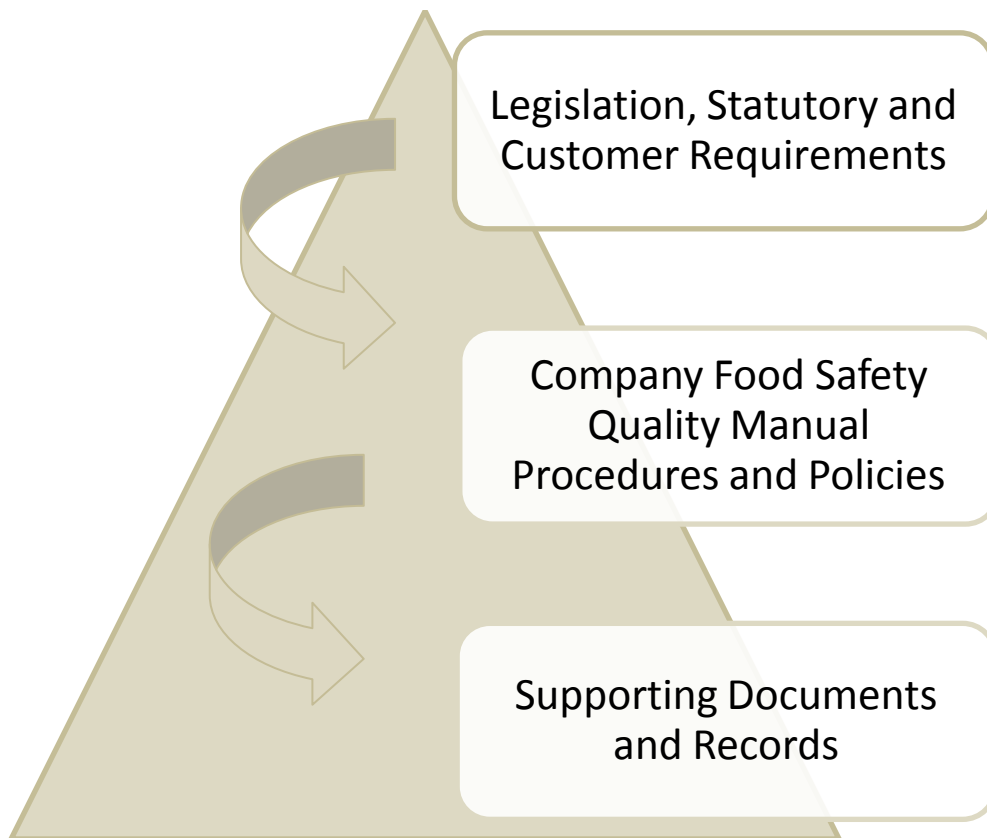 Legislation, Statutory and
Customer Requirements
Company Food Safety
Quality Manual
Procedures and Policies
Supporting Documents
and Records